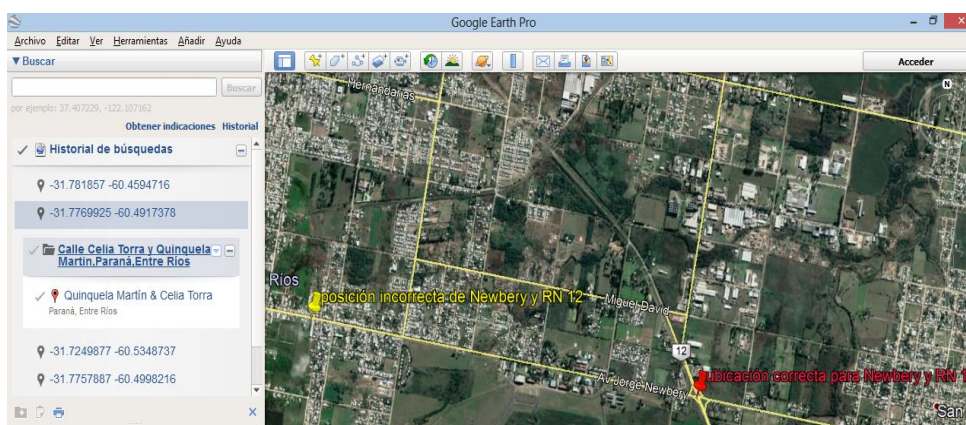 Google Earth Pro
Archivo Editar Ver Herramientas Añadir Ayuda
Buscar
Acceder
Buscar
por ejemplo: 37.407229, -122.107162
Obtener indicaciones Historial
Historial de búsquedas
-31.781857 -60.4594716
-31.7769925 -60.4917378
Calle Celia Torra y Quinquela
Martin,Paraná,Entre Ríos
Quinquela Martín & Celia Torra
Paraná, Entre Ríos
-31.7249877 -60.5348737
-31.7757887 -60.4998216
N
Hernandarias
Ríos
posición incorrecta de Newbery y RN 12
Miguel David
12
Av Jorge Newbery
ubicación correcta para Newbery y RN 1
San